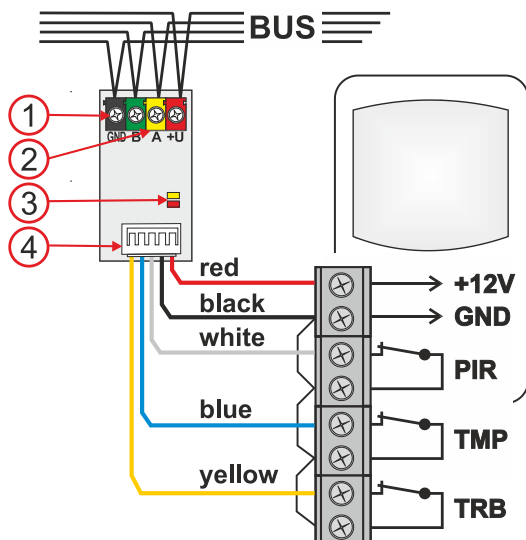 BUS
1
GND B A +U
2
3
4
red
+12V
black
GND
white
PIR
blue
TMP
yellow
TRB